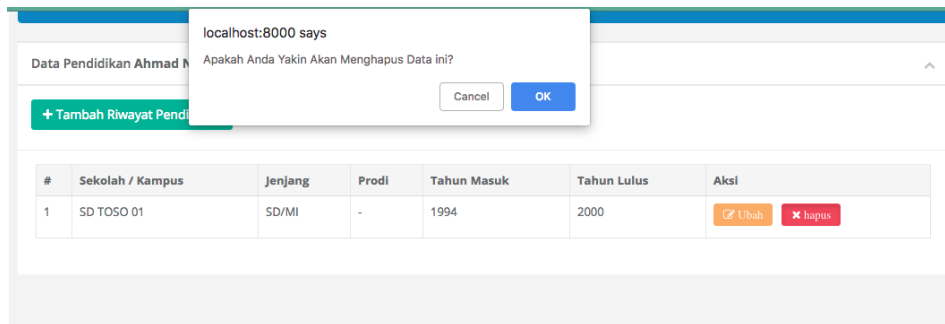 localhost:8000 says
Apakah Anda Yakin Akan Menghapus Data ini?
Cancel OK
Data Pendidikan Ahmad
+ Tambah Riwayat
# Sekolah / Kampus Jenjang Prodi Tahun Masuk Tahun Lulus Aksi
1 SD TOSO 01 SD/MI - 1994 2000 Ubah hapus